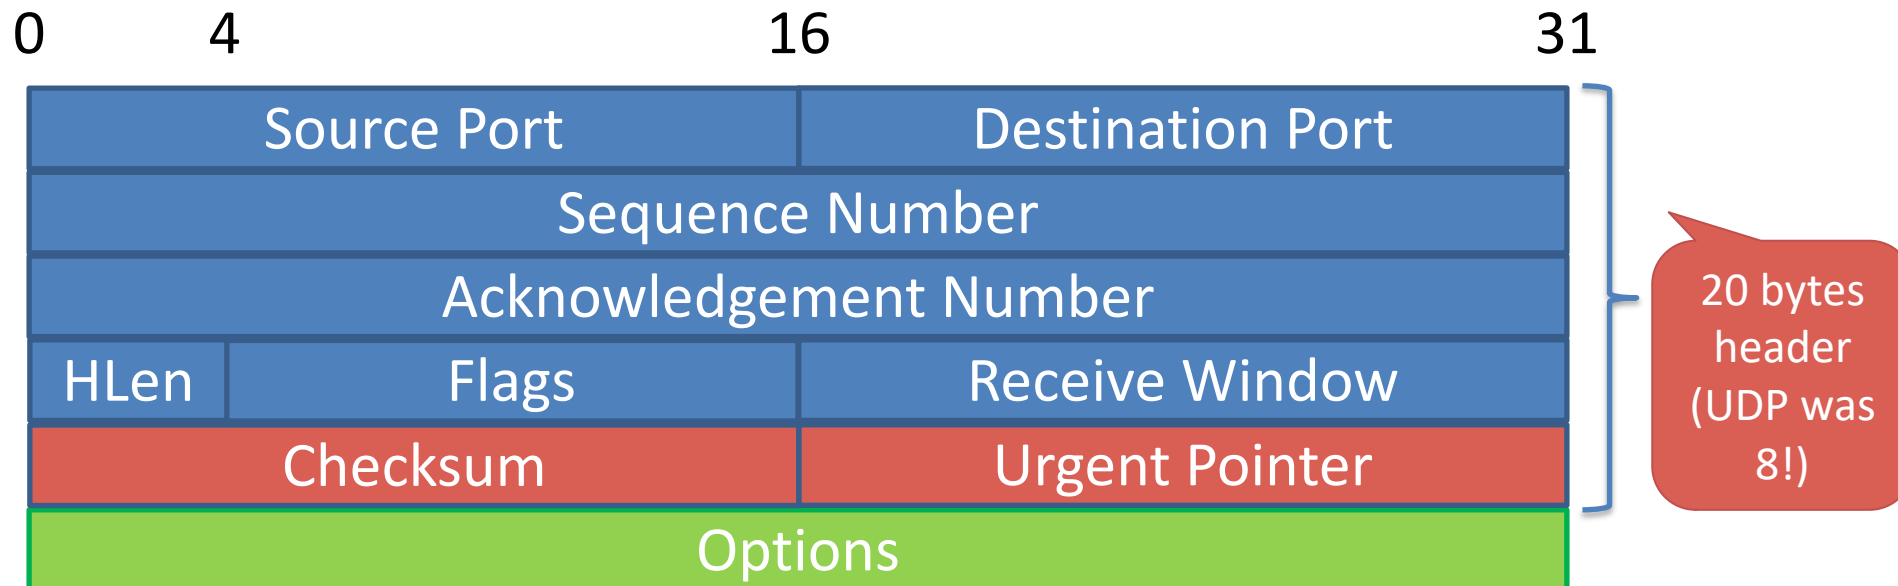 0 4 16 31
Source Port Destination Port
Sequence Number
Acknowledgement Number
HLen Flags Receive Window
Checksum Urgent Pointer
Options
20 bytes
header
(UDP was
8!)